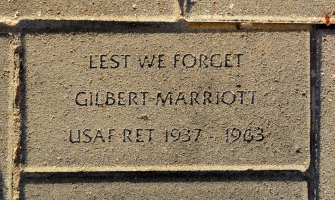 LEST WE FORGET
GILBERT MARRIOTT
USAF RET 1937 - 1963